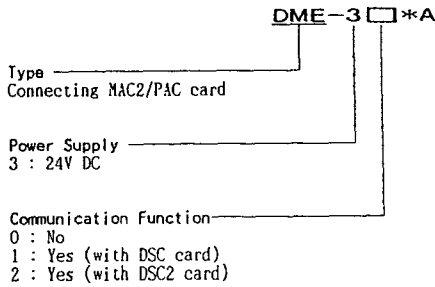 DME-3□*A
Type
Connecting MAC2/PAC card
Power Supply
3 : 24V DC
Communication Function
0 : No
1 : Yes (with DSC card)
2 : Yes (with DSC2 card)